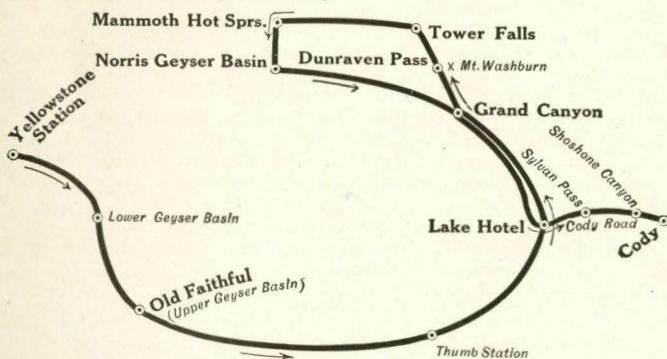 Mammoth Hot Sprs.
Tower Falls
Norris Geyser Basin
Dunraven Pass
x Mt. Washburn
Grand Canyon
Yellowstone
Station
Shoshone Canyon
Sylvan Pass
Lower Geyser Basin
Lake Hotel
Cody Road
Cody
Old Faithful
(Upper Geyser Basin)
Thumb Station